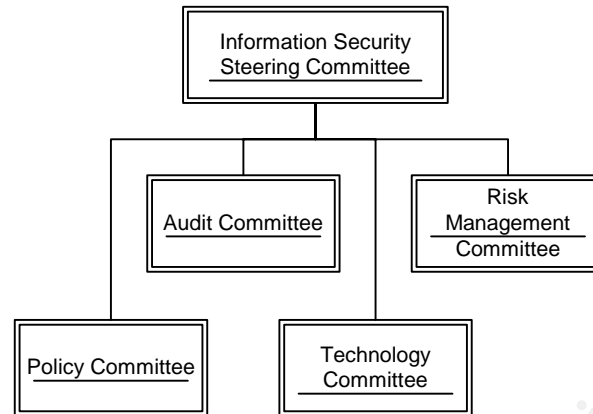 Information Security
Steering Committee
Audit Committee
Risk
Management
Committee
Policy Committee
Technology
Committee